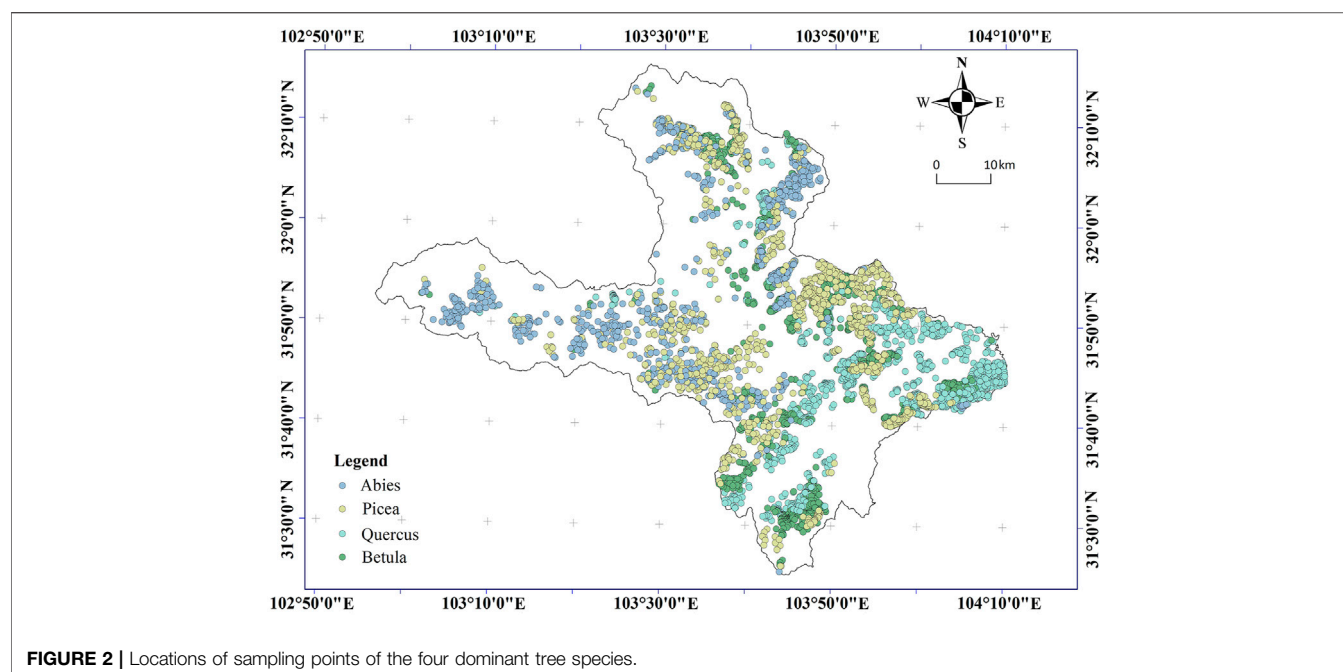 102°50'0"E 103°10'0"E 103°30'0"E 103°50'0"E 104°10'0"E
N
W E
S
0 10 km
32°10'0" N
32°0'0" N
31°50'0" N
31°40'0" N
31°30'0" N
32°10'0" N
32°0'0" N
31°50'0" N
31°40'0" N
31°30'0" N
Legend
Abies
Picea
Quercus
Betula
102°50'0"E 103°10'0"E 103°30'0"E 103°50'0"E 104°10'0"E
FIGURE 2 | Locations of sampling points of the four dominant tree species.